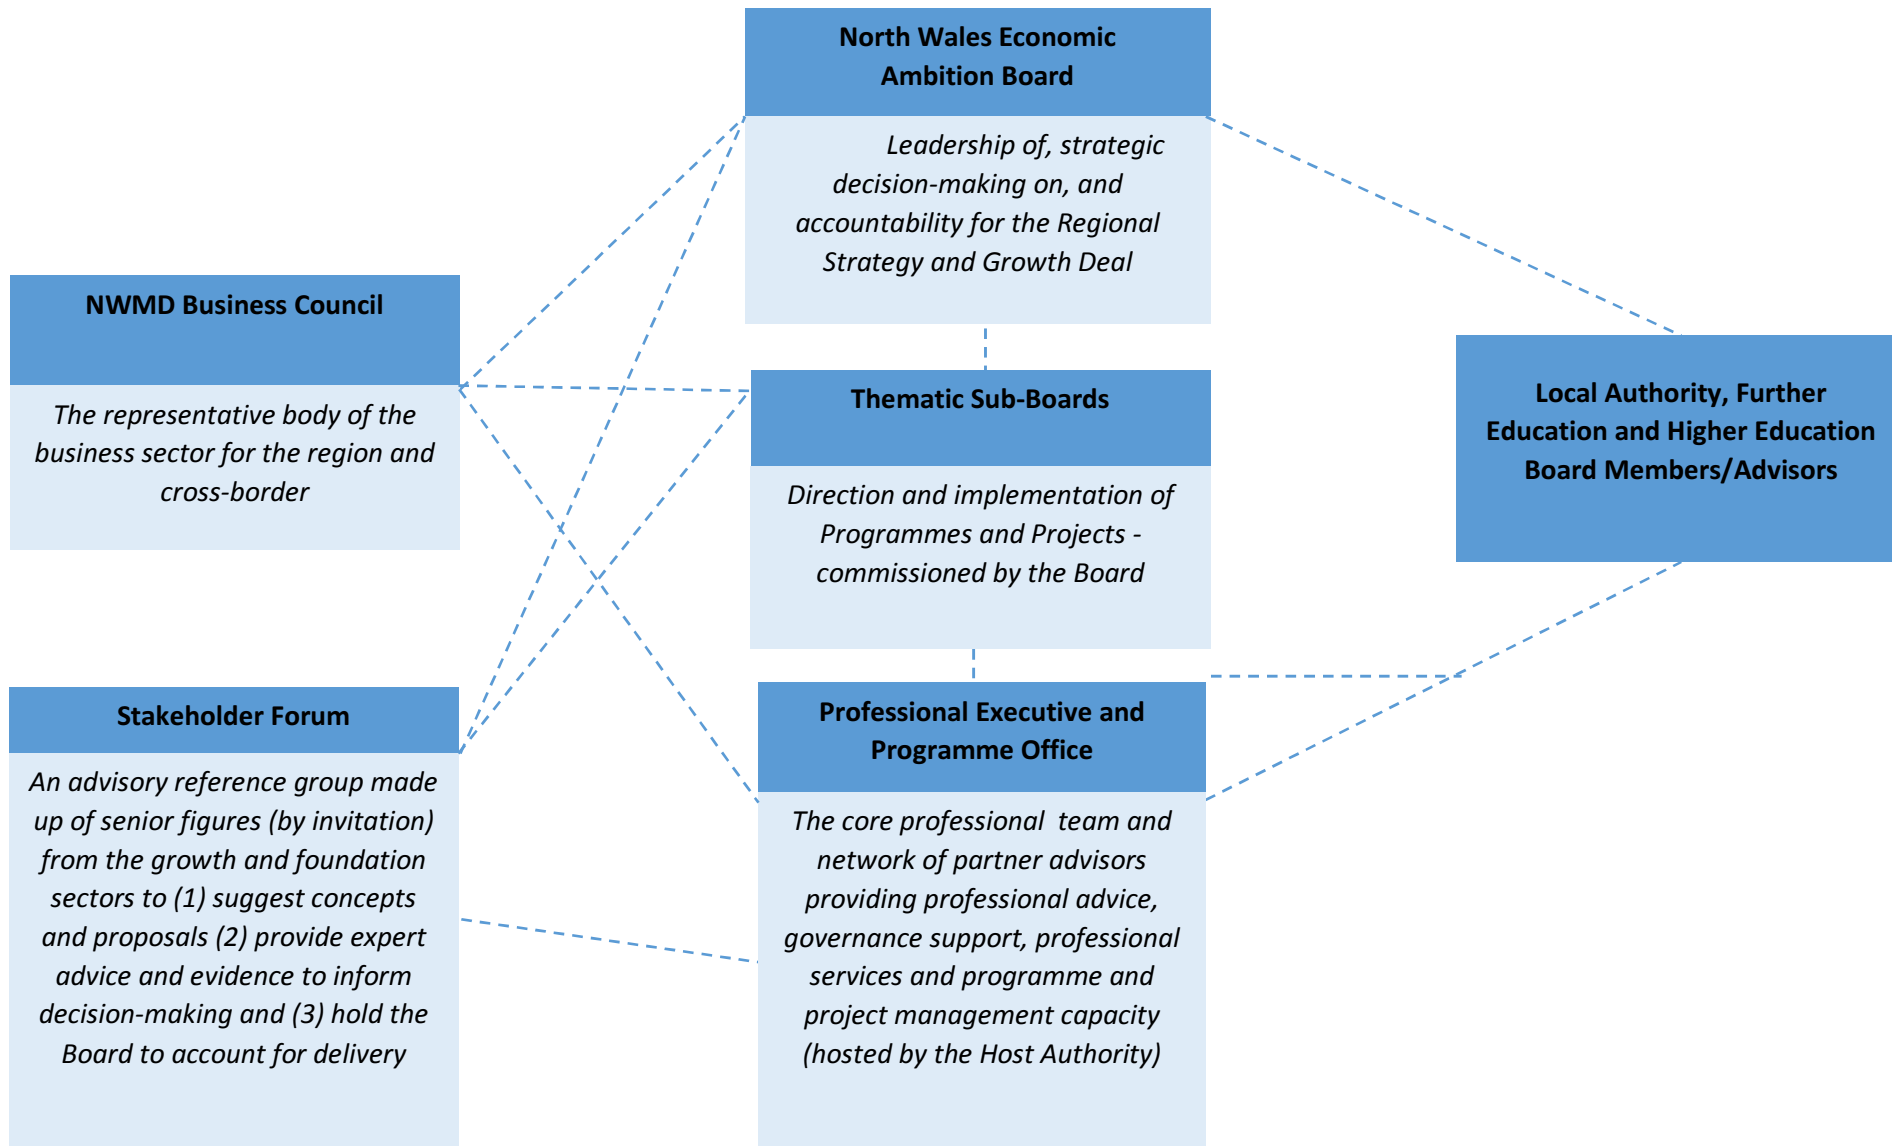 North Wales Economic
Ambition Board
Leadership of, strategic
decision-making on, and
accountability for the Regional
Strategy and Growth Deal
NWMD Business Council
The representative body of the
business sector for the region and
cross-border
Thematic Sub-Boards
Direction and implementation of
Programmes and Projects -
commissioned by the Board
Local Authority, Further
Education and Higher Education
Board Members/Advisors
Stakeholder Forum
An advisory reference group made
up of senior figures (by invitation)
from the growth and foundation
sectors to (1) suggest concepts
and proposals (2) provide expert
advice and evidence to inform
decision-making and (3) hold the
Board to account for delivery
Professional Executive and
Programme Office
The core professional team and
network of partner advisors
providing professional advice,
governance support, professional
services and programme and
project management capacity
(hosted by the Host Authority)